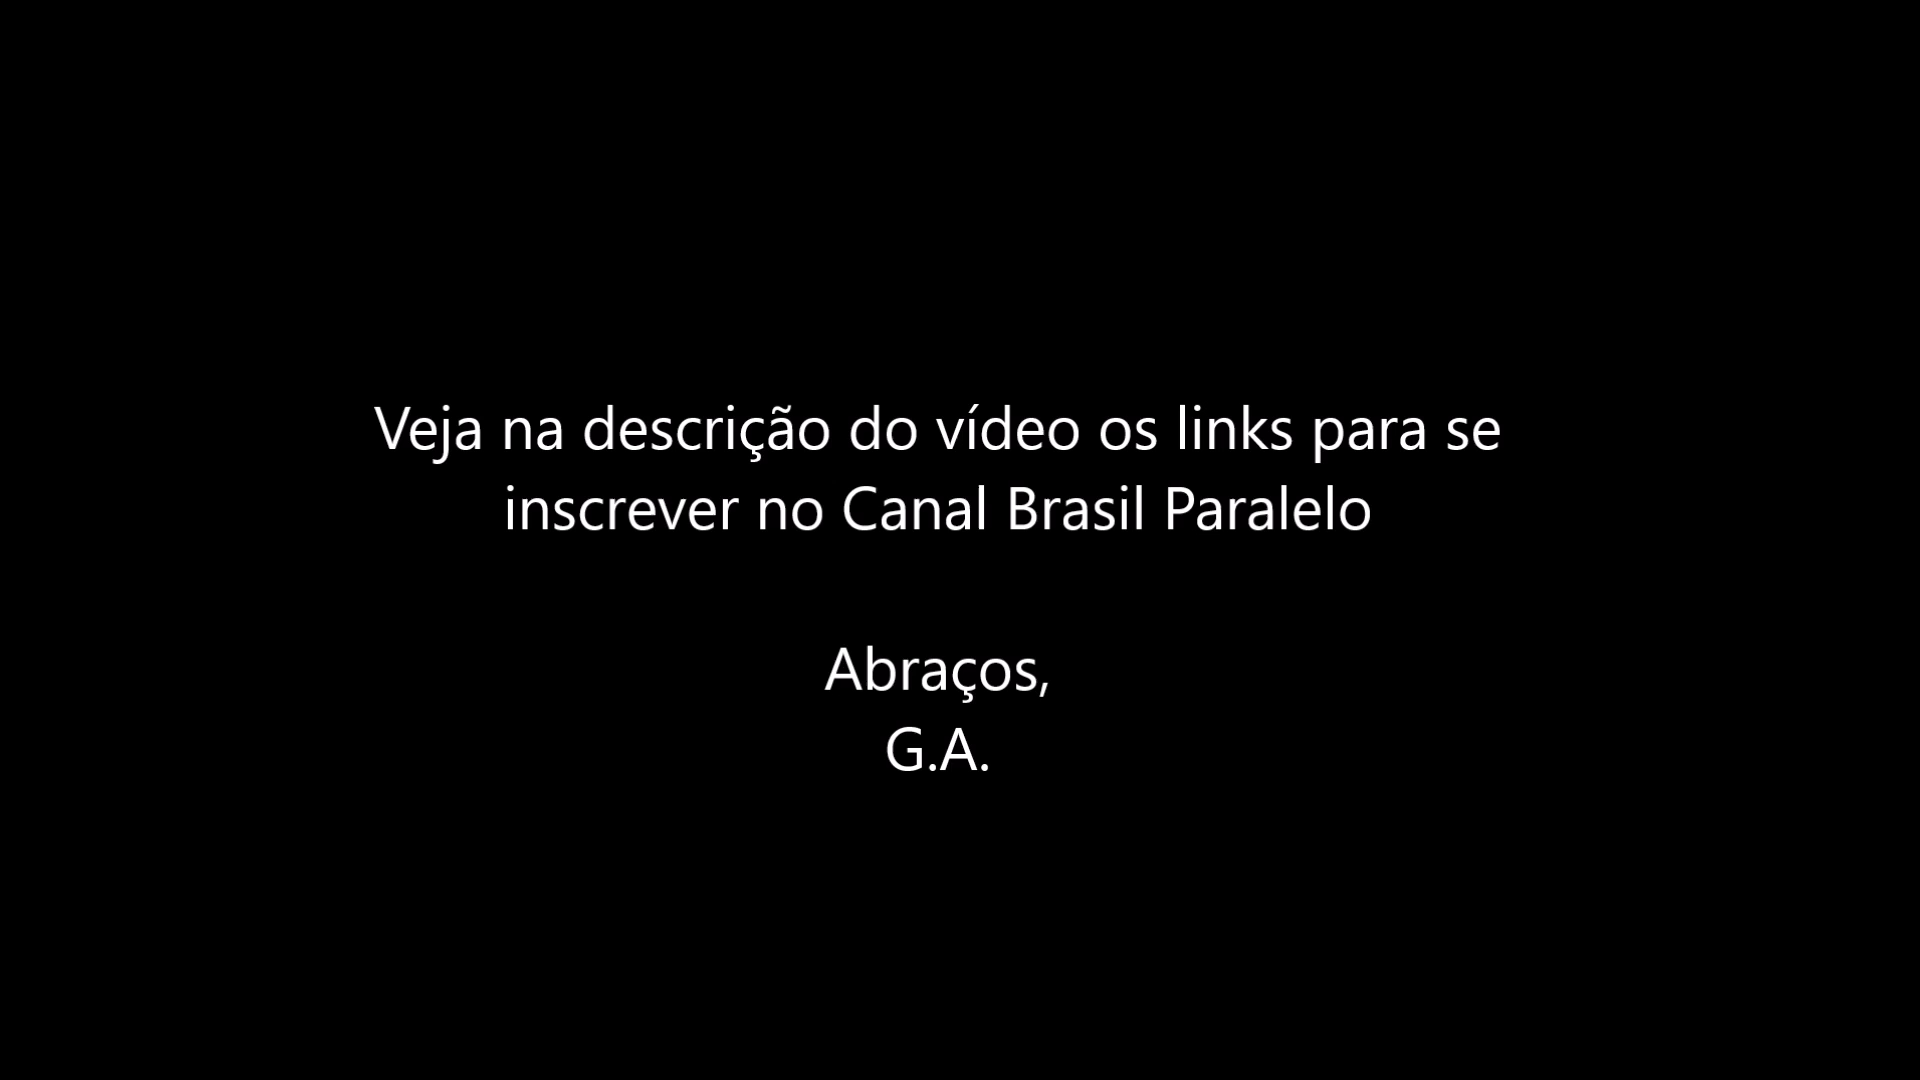 Veja na descrição do vídeo os links para se
inscrever no Canal Brasil Paralelo
Abraços,
G.A.